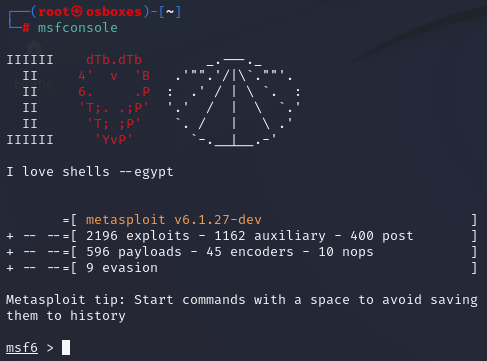 ┌──(root㉿osboxes)-[~]
└─# msfconsole
IIIIII    dTb.dTb        _.---._
  II     4'  v  'B   .'"".'/|\`.""'.
  II     6.     .P  :  .' / | \ `.  :
  II     'T;. .;P'  '.'  /  |  \  `.'
  II      'T; ;P'    `. /   |   \ .'
IIIIII     'YvP'       `-.__|__.-'
I love shells --egypt
       =[ metasploit v6.1.27-dev                          ]
+ -- --=[ 2196 exploits - 1162 auxiliary - 400 post       ]
+ -- --=[ 596 payloads - 45 encoders - 10 nops            ]
+ -- --=[ 9 evasion                                       ]
Metasploit tip: Start commands with a space to avoid saving
them to history
msf6 >